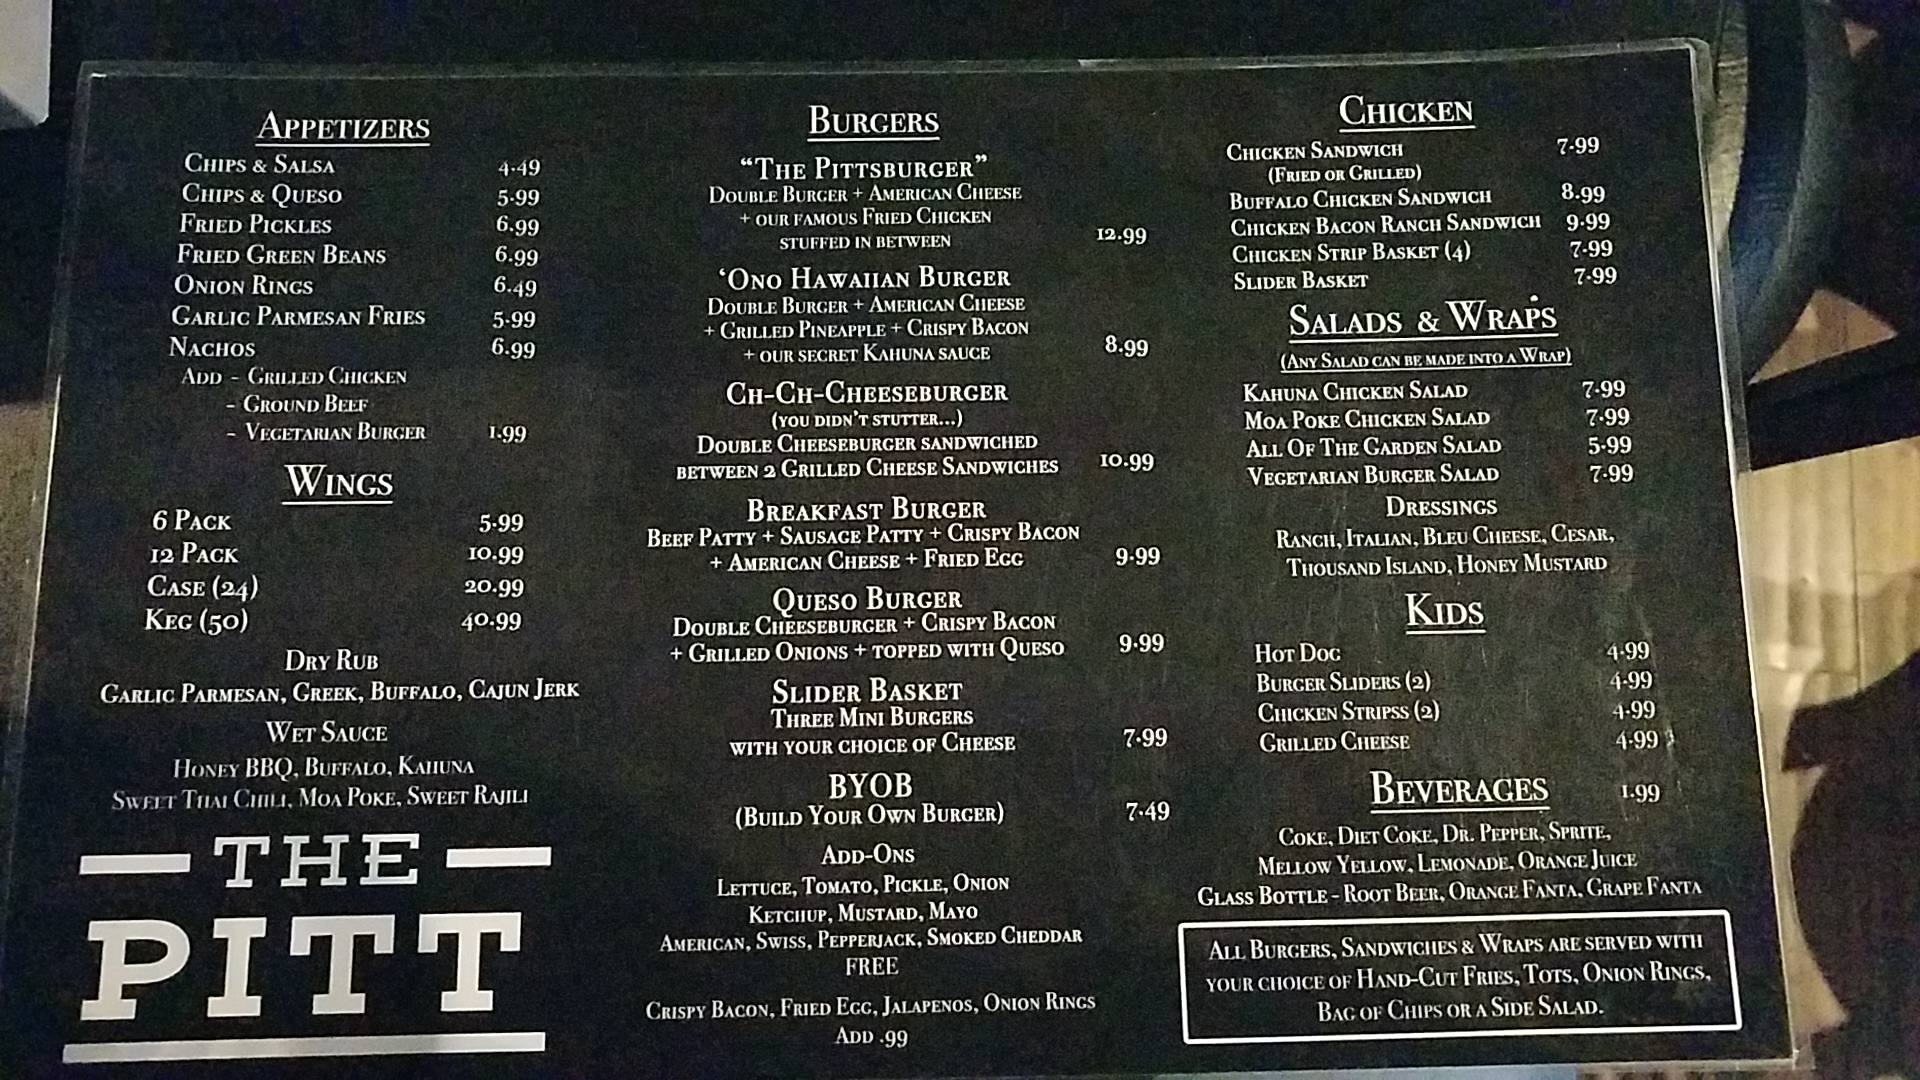 Appetizers
Chips & Salsa 4.49
Chips & Queso 5.99
Fried Pickles 6.99
Fried Green Beans 6.99
Onion Rings 6.49
Garlic Parmesan Fries 5.99
Nachos 6.99
Add - Grilled Chicken
- Ground Beef
- Vegetarian Burger 1.99
Wings
6 Pack 5.99
12 Pack 10.99
Case (24) 20.99
Keg (50) 40.99
Dry Rub
Garlic Parmesan, Greek, Buffalo, Cajun Jerk
Wet Sauce
Honey BBQ, Buffalo, Kahuna
Sweet Thai Chili, Moa Poke, Sweet Rajili
THE
PITT
Burgers
“The Pittsburger”
Double Burger + American Cheese
+ our famous Fried Chicken
stuffed in between 12.99
‘Ono Hawaiian Burger
Double Burger + American Cheese
+ Grilled Pineapple + Crispy Bacon
+ our secret Kahuna sauce 8.99
Ch-Ch-Cheeseburger
(you didn't stutter...)
Double Cheeseburger sandwiched
between 2 Grilled Cheese Sandwiches 10.99
Breakfast Burger
Beef Patty + Sausage Patty + Crispy Bacon
+ American Cheese + Fried Egg 9.99
Queso Burger
Double Cheeseburger + Crispy Bacon
+ Grilled Onions + topped with Queso 9.99
Slider Basket
Three Mini Burgers
with your choice of Cheese 7.99
BYOB
(Build Your Own Burger) 7.49
Add-Ons
Lettuce, Tomato, Pickle, Onion
Ketchup, Mustard, Mayo
American, Swiss, Pepperjack, Smoked Cheddar
FREE
Crispy Bacon, Fried Egg, Jalapenos, Onion Rings
Add .99
Chicken
Chicken Sandwich 7.99
(Fried or Grilled)
Buffalo Chicken Sandwich 8.99
Chicken Bacon Ranch Sandwich 9.99
Chicken Strip Basket (4) 7.99
Slider Basket 7.99
Salads & Wraps
(Any Salad can be made into a Wrap)
Kahuna Chicken Salad 7.99
Moa Poke Chicken Salad 7.99
All Of The Garden Salad 5.99
Vegetarian Burger Salad 7.99
Dressings
Ranch, Italian, Bleu Cheese, Cesar,
Thousand Island, Honey Mustard
Kids
Hot Dog 4.99
Burger Sliders (2) 4.99
Chicken Stripss (2) 4.99
Grilled Cheese 4.99
Beverages 1.99
Coke, Diet Coke, Dr. Pepper, Sprite,
Mellow Yellow, Lemonade, Orange Juice
Glass Bottle - Root Beer, Orange Fanta, Grape Fanta
All Burgers, Sandwiches & Wraps are served with
your choice of Hand-Cut Fries, Tots, Onion Rings,
Bag of Chips or a Side Salad.